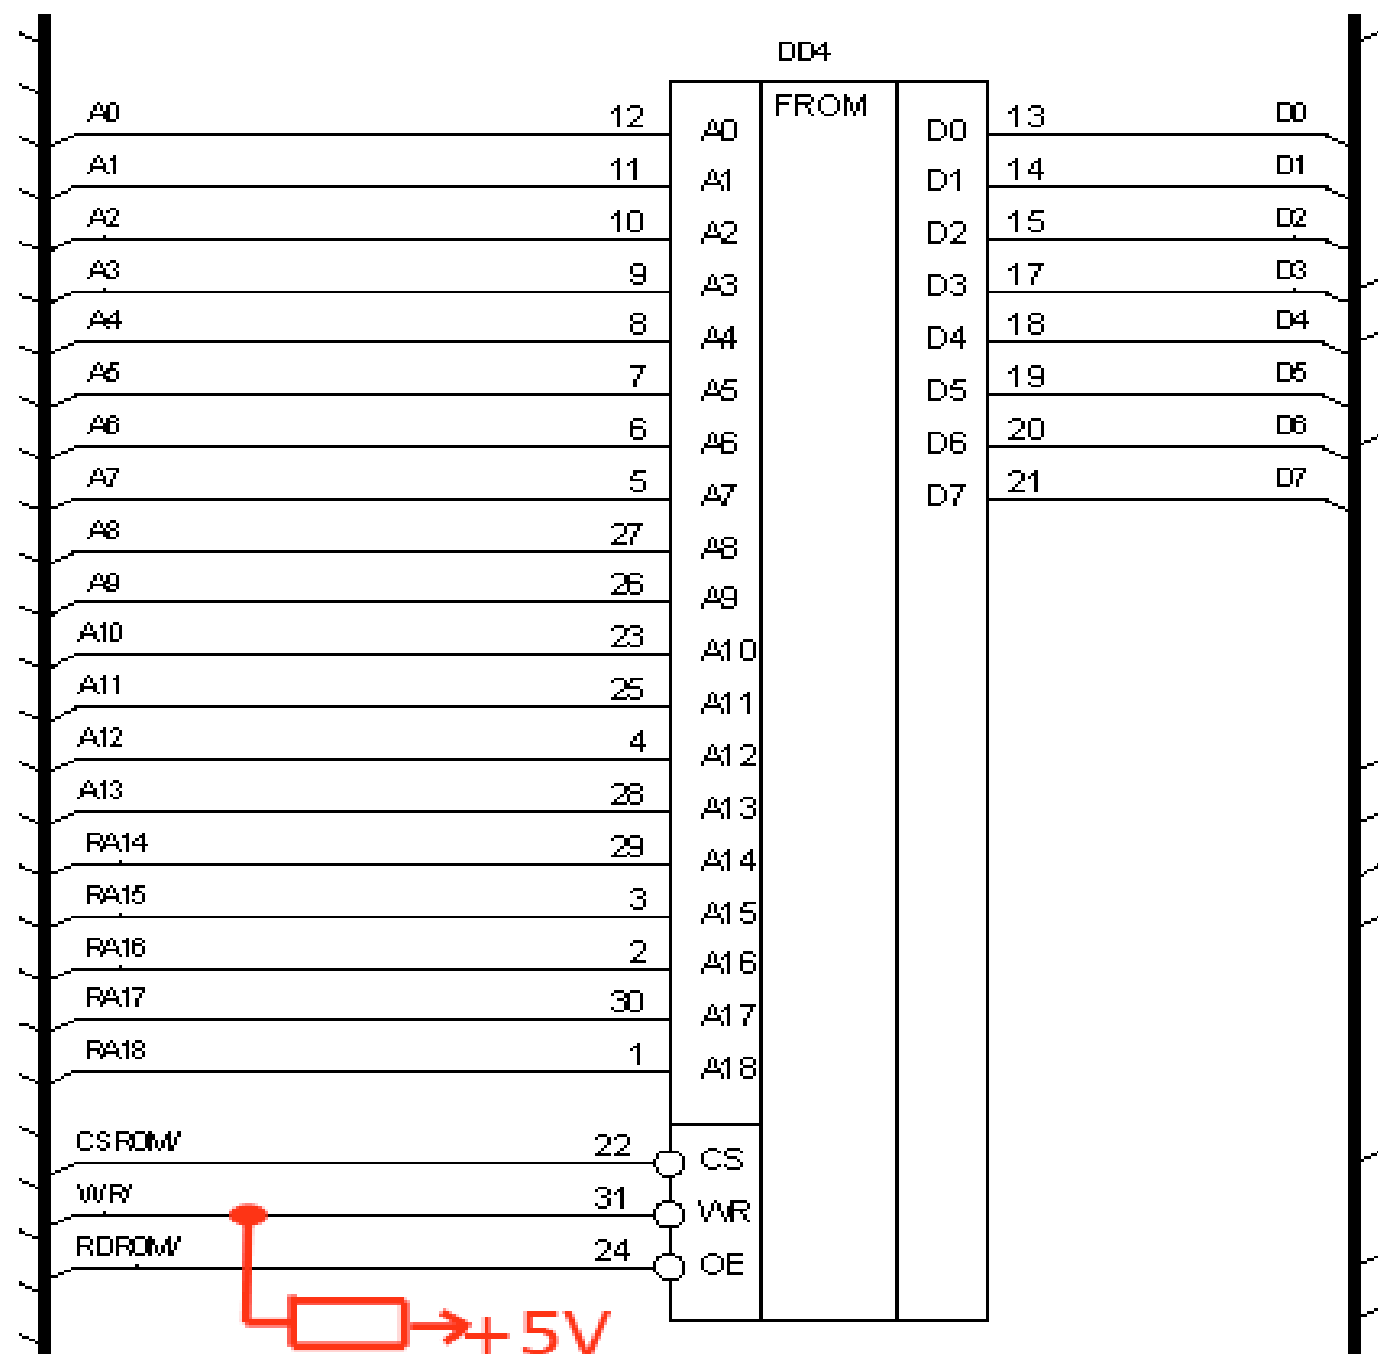 DD4
FROM
A0 12 A0 D0 13 D0
A1 11 A1 D1 14 D1
A2 10 A2 D2 15 D2
A3 9 A3 D3 17 D3
A4 8 A4 D4 18 D4
A5 7 A5 D5 19 D5
A6 6 A6 D6 20 D6
A7 5 A7 D7 21 D7
A8 27 A8
A9 26 A9
A10 23 A10
A11 25 A11
A12 4 A12
A13 28 A13
RA14 29 A14
RA15 3 A15
RA16 2 A16
RA17 30 A17
RA18 1 A18
CSROM/ 22 CS
WR/ 31 WR
RDROM/ 24 OE
+5V